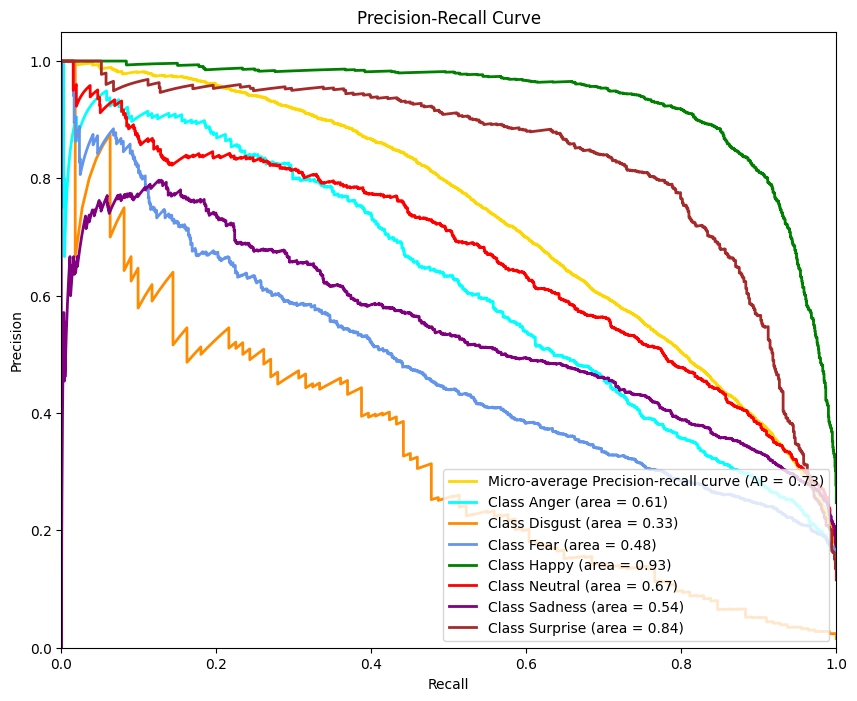 Precision-Recall Curve
1.0
0.8
0.6
0.4
0.2
0.0
Precision
Micro-average Precision-recall curve (AP = 0.73)
Class Anger (area = 0.61)
Class Disgust (area = 0.33)
Class Fear (area = 0.48)
Class Happy (area = 0.93)
Class Neutral (area = 0.67)
Class Sadness (area = 0.54)
Class Surprise (area = 0.84)
0.0 0.2 0.4 0.6 0.8 1.0
Recall